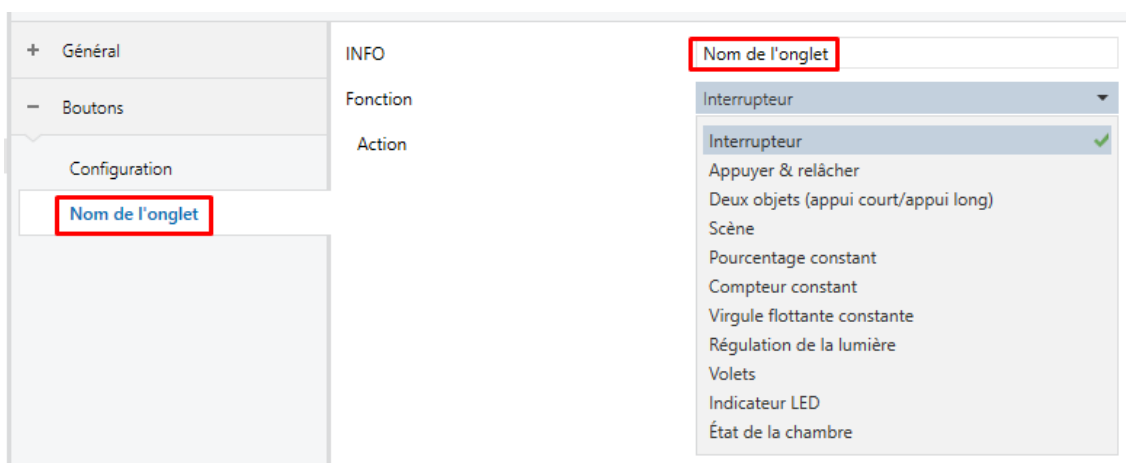 + Général
− Boutons
Configuration
Nom de l'onglet
INFO
Nom de l'onglet
Fonction
Interrupteur
Action
Interrupteur
Appuyer & relâcher
Deux objets (appui court/appui long)
Scène
Pourcentage constant
Compteur constant
Virgule flottante constante
Régulation de la lumière
Volets
Indicateur LED
État de la chambre